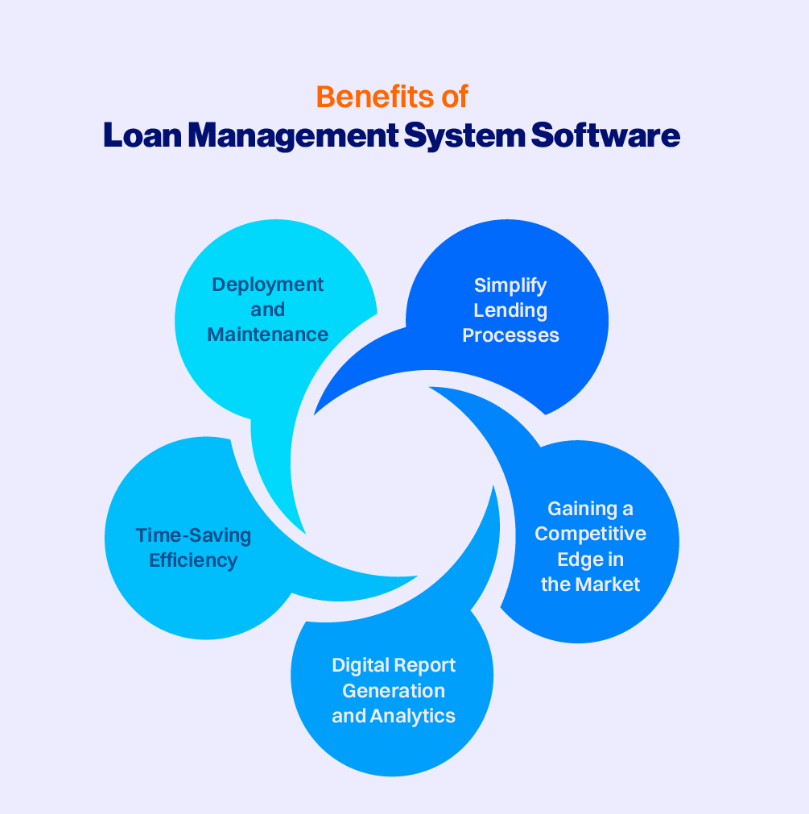 Benefits of
Loan Management System Software
Deployment
and
Maintenance
Simplify
Lending
Processes
Gaining a
Competitive
Edge in
the Market
Digital Report
Generation
and Analytics
Time-Saving
Efficiency